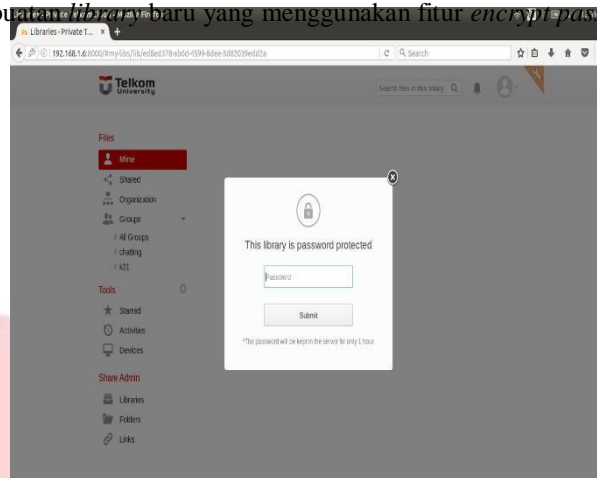 buatan library baru yang menggunakan fitur encrypt pas
Libraries - Private T...
192.168.1.6:8000/#my-libs/lib/ed8ed378-ab6d-4599-8dee-5d82039edd2a
Search
Telkom
University
Search files in this library
Files
Mine
Shared
Organization
Groups
# All Groups
# chatting
# k21
Tools
Starred
Activities
Devices
Share Admin
Libraries
Folders
Links
This library is password protected
Password
Submit
*The password will be kept in the server for only 1 hour.